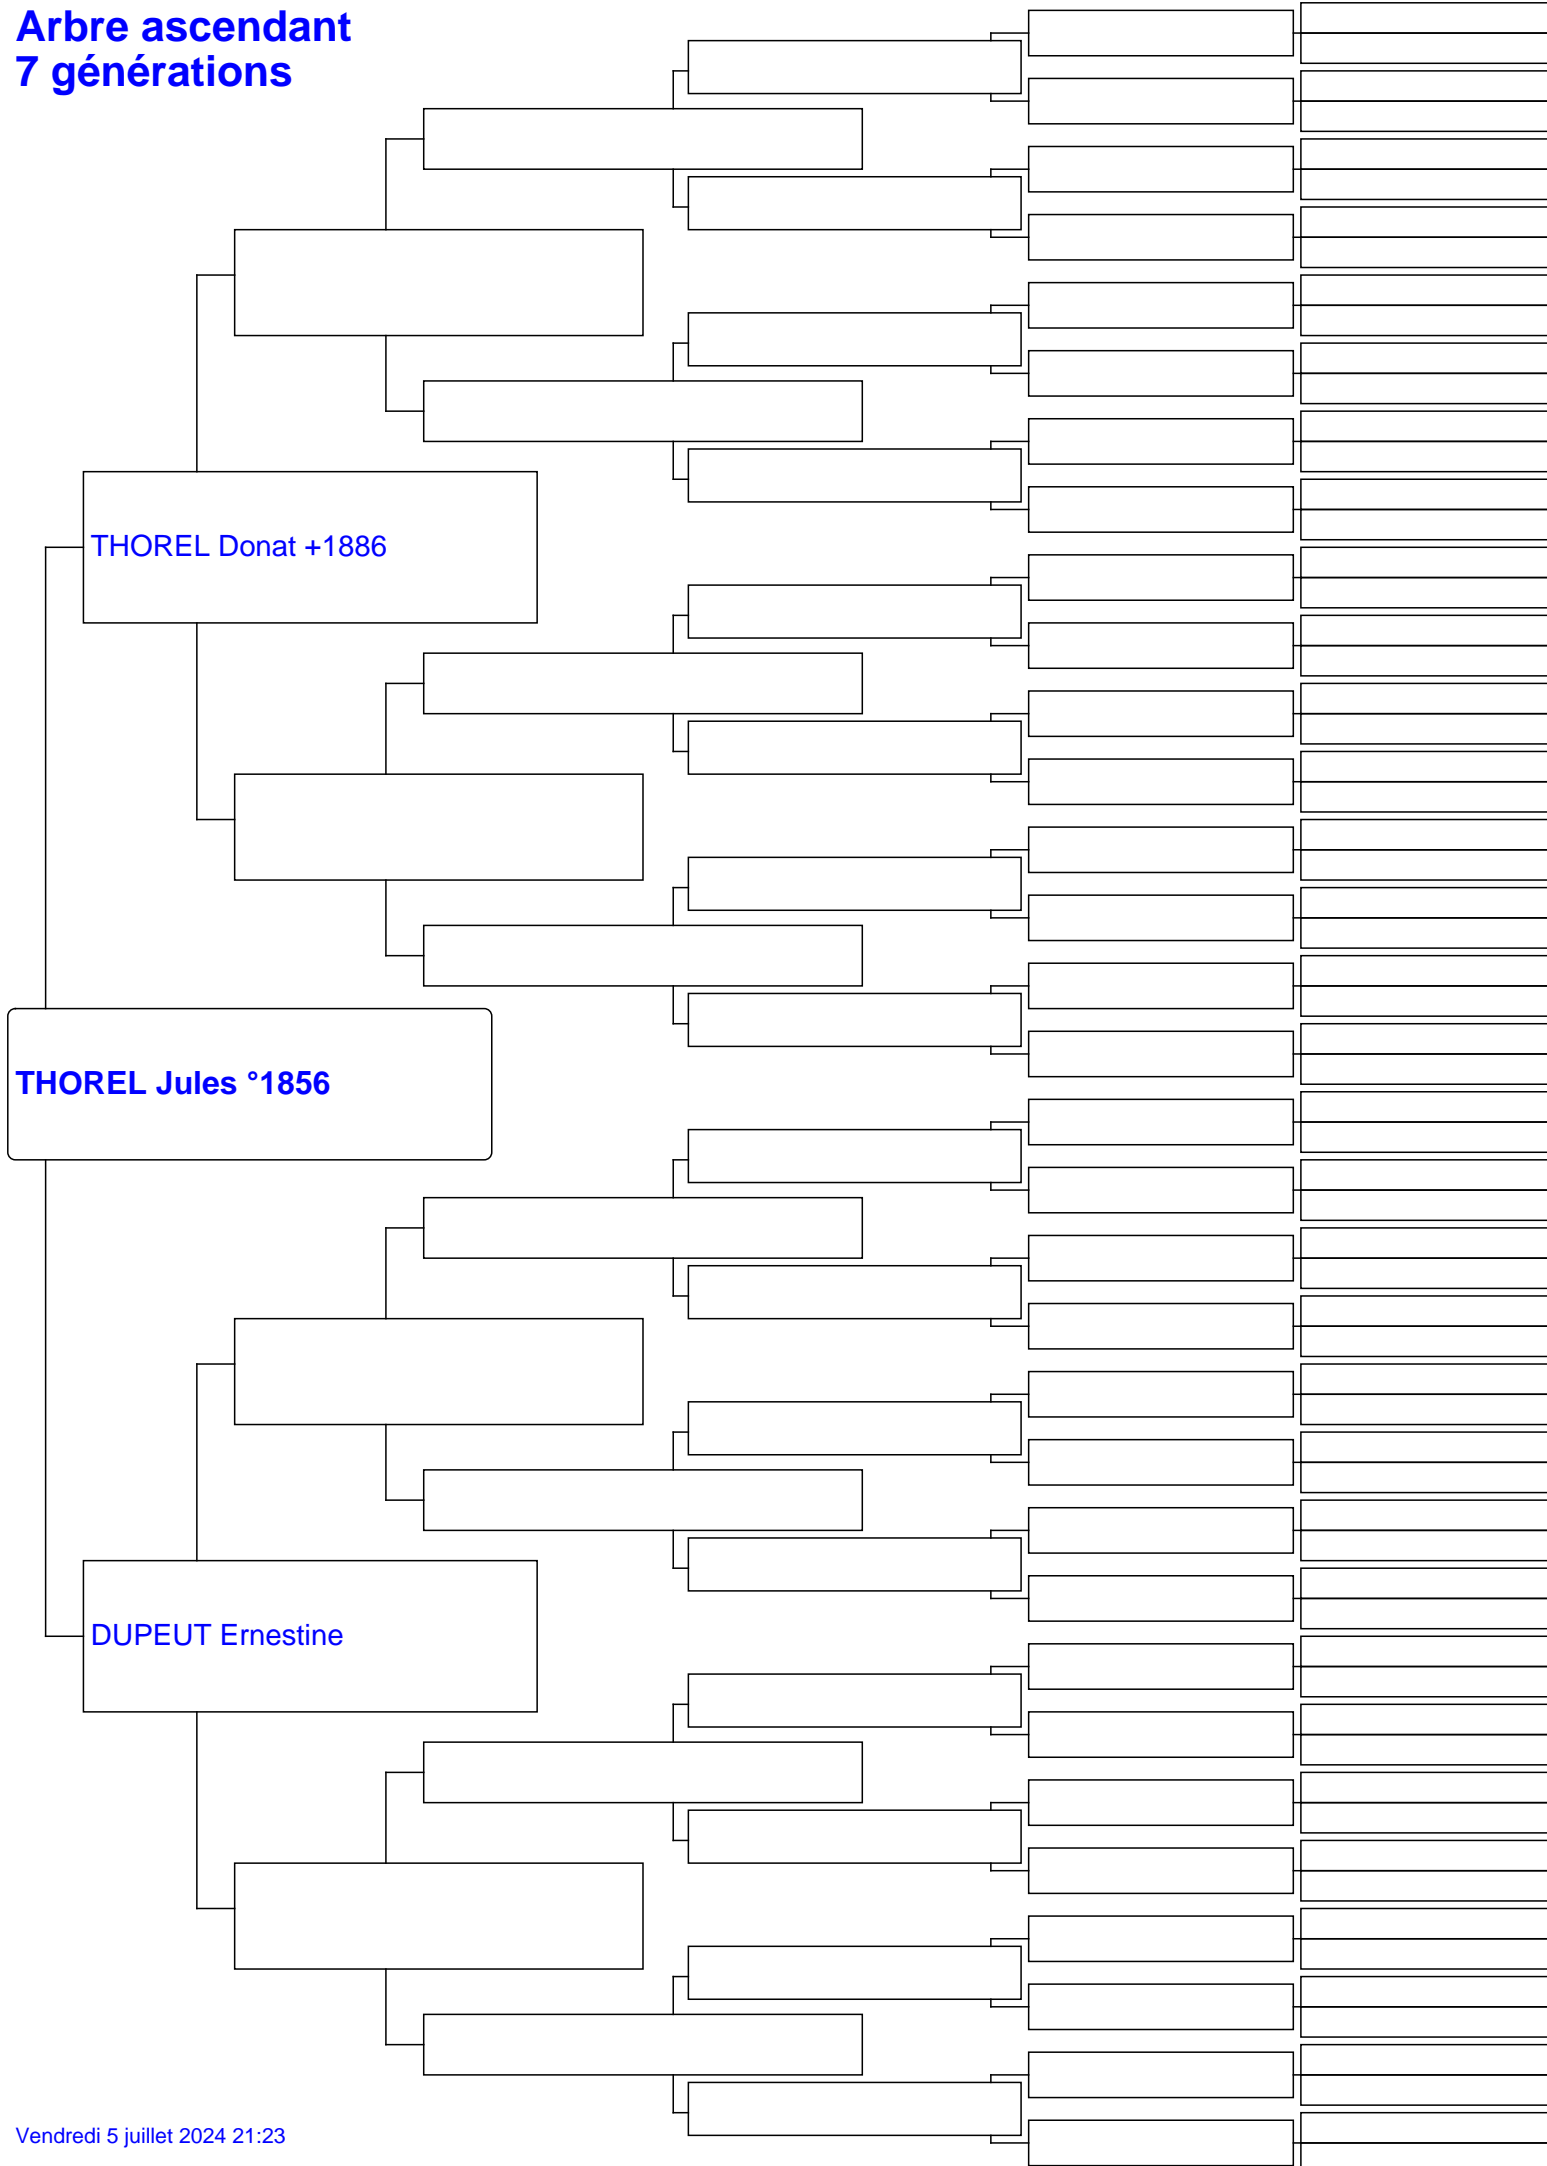 Arbre ascendant
7 générations
THOREL Donat +1886
THOREL Jules °1856
DUPEUT Ernestine
Vendredi 5 juillet 2024 21:23